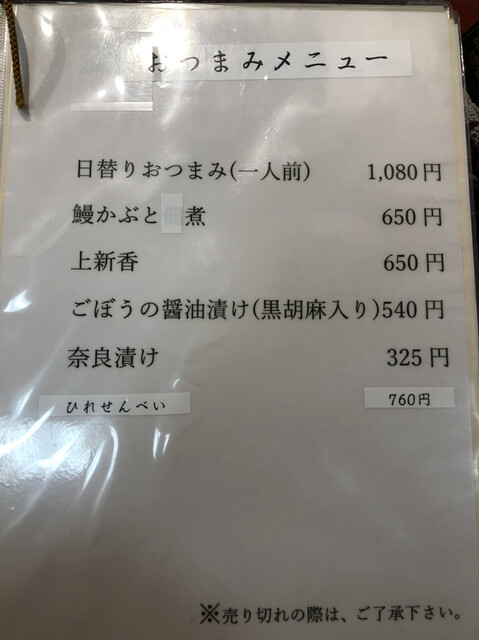 おつまみメニュー
日替りおつまみ(一人前) 1,080円
鰻かぶと 煮 650円
上新香 650円
ごぼうの醤油漬け(黒胡麻入り)540円
奈良漬け 325円
ひれせんべい 760円
※売り切れの際は、ご了承下さい。